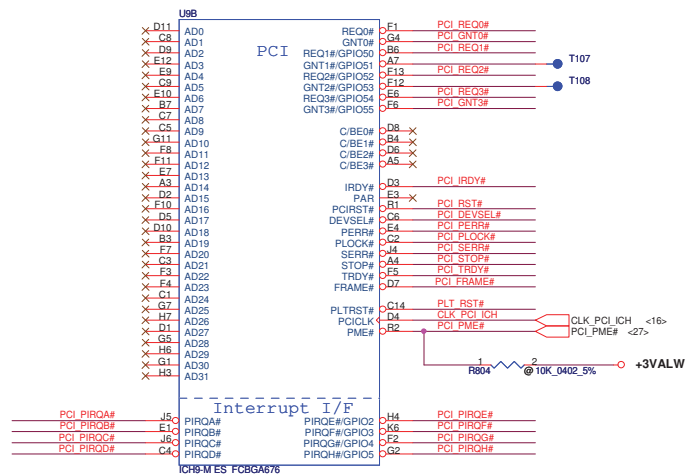 U9B
PCI
D11 AD0 REQ0# F1 PCI_REQ0#
C8 AD1 GNT0# G4 PCI_GNT0#
D9 AD2 REQ1#/GPIO50 B6 PCI_REQ1#
E12 AD3 GNT1#/GPIO51 A7 T107
E9 AD4 REQ2#/GPIO52 F13 PCI_REQ2#
C9 AD5 GNT2#/GPIO53 F12 T108
E10 AD6 REQ3#/GPIO54 E6 PCI_REQ3#
B7 AD7 GNT3#/GPIO55 F6 PCI_GNT3#
C7 AD8
C5 AD9 C/BE0# D8
G11 AD10 C/BE1# B4
F8 AD11 C/BE2# D6
F11 AD12 C/BE3# A5
E7 AD13
A3 AD14 IRDY# D3 PCI_IRDY#
D2 AD15 PAR E3
F10 AD16 PCIRST# R1 PCI_RST#
D5 AD17 DEVSEL# C6 PCI_DEVSEL#
D10 AD18 PERR# E4 PCI_PERR#
B3 AD19 PLOCK# C2 PCI_PLOCK#
F7 AD20 SERR# J4 PCI_SERR#
C3 AD21 STOP# A4 PCI_STOP#
F3 AD22 TRDY# F5 PCI_TRDY#
F4 AD23 FRAME# D7 PCI_FRAME#
C1 AD24
G7 AD25 PLTRST# C14 PLT_RST#
H7 AD26 PCICLK D4 CLK_PCI_ICH CLK_PCI_ICH <16>
D1 AD27 PME# R2 PCI_PME# PCI_PME# <27>
G5 AD28
H6 AD29
G1 AD30 1 2 +3VALW
H3 AD31 R804 @ 10K_0402_5%
Interrupt I/F
PCI_PIRQA# J5 PIRQA# PIRQE#/GPIO2 H4 PCI_PIRQE#
PCI_PIRQB# E1 PIRQB# PIRQF#/GPIO3 K6 PCI_PIRQF#
PCI_PIRQC# J6 PIRQC# PIRQG#/GPIO4 F2 PCI_PIRQG#
PCI_PIRQD# C4 PIRQD# PIRQH#/GPIO5 G2 PCI_PIRQH#
ICH9-M ES_FCBGA676